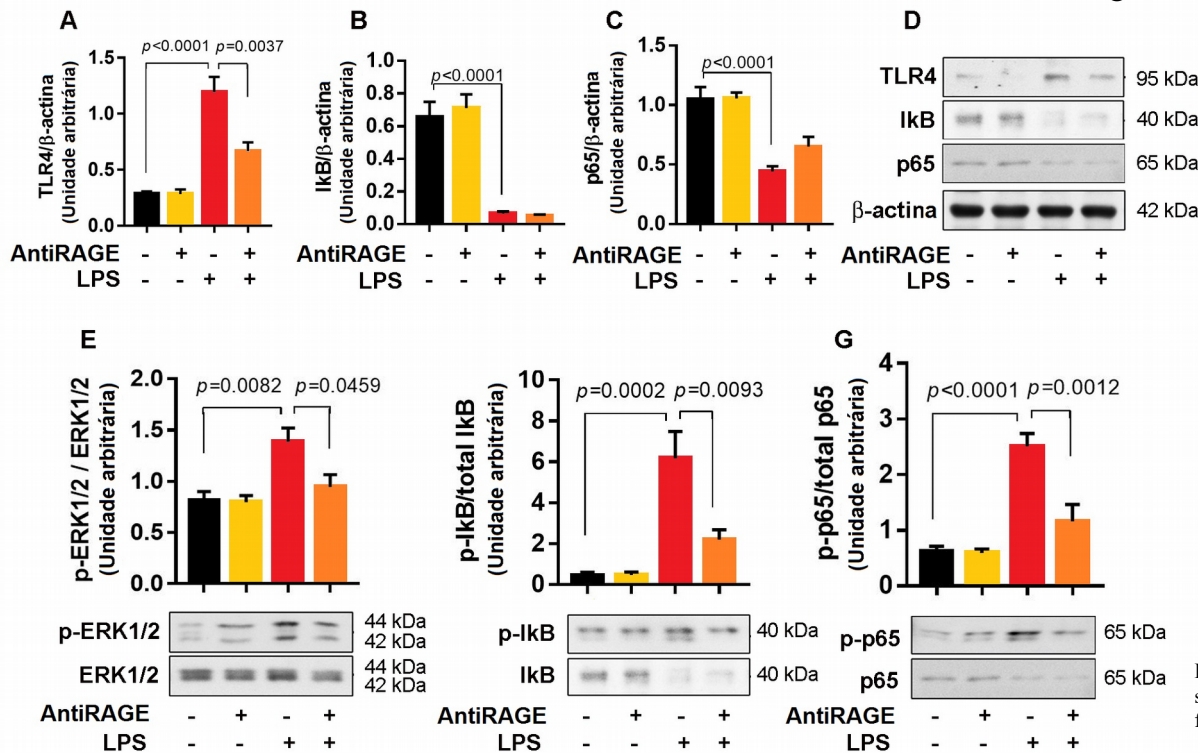 A
p<0.0001 p=0.0037
TLR4/β-actina
(Unidade arbitrária)
1.5
1.0
0.5
0.0
AntiRAGE - + - +
LPS - - + +
B
p<0.0001
IkB/β-actina
(Unidade arbitrária)
1.0
0.8
0.6
0.4
0.2
0.0
AntiRAGE - + - +
LPS - - + +
C
p<0.0001
p65/β-actina
(Unidade arbitrária)
1.5
1.0
0.5
0.0
AntiRAGE - + - +
LPS - - + +
D
TLR4 95 kDa
IkB 40 kDa
p65 65 kDa
β-actina 42 kDa
AntiRAGE - + - +
LPS - - + +
E
p=0.0082 p=0.0459
p-ERK1/2 / ERK1/2
(Unidade arbitrária)
2.0
1.5
1.0
0.5
0.0
p-ERK1/2 44 kDa
42 kDa
ERK1/2 44 kDa
42 kDa
AntiRAGE - + - +
LPS - - + +
p=0.0002 p=0.0093
p-IkB/total IkB
(Unidade arbitrária)
10
8
6
4
2
0
p-IkB 40 kDa
IkB 40 kDa
AntiRAGE - + - +
LPS - - + +
G
p<0.0001 p=0.0012
p-p65/total p65
(Unidade arbitrária)
4
3
2
1
0
p-p65 65 kDa
p65 65 kDa
AntiRAGE - + - +
LPS - - + +